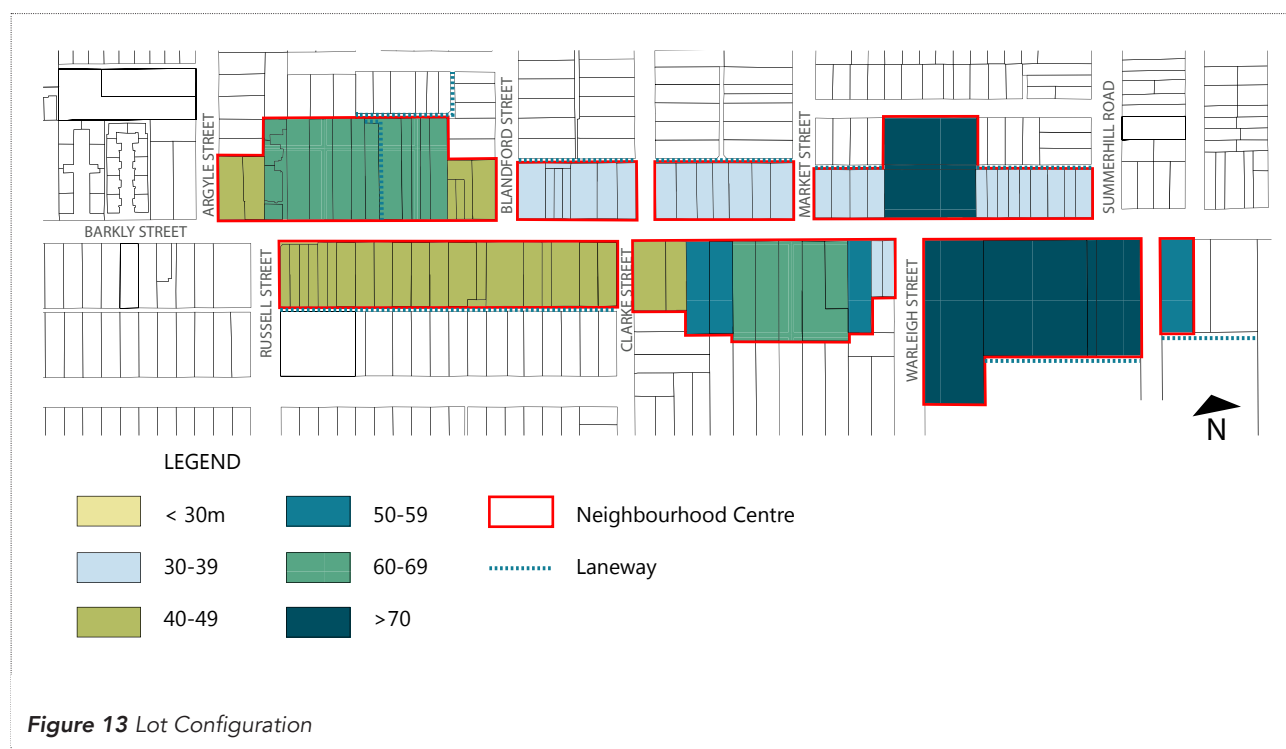 ARGYLE STREET
BLANDFORD STREET
MARKET STREET
SUMMERHILL ROAD
BARKLY STREET
RUSSELL STREET
CLARKE STREET
WARLEIGH STREET
N
LEGEND
< 30m
50-59
Neighbourhood Centre
30-39
60-69
Laneway
40-49
>70
Figure 13 Lot Configuration